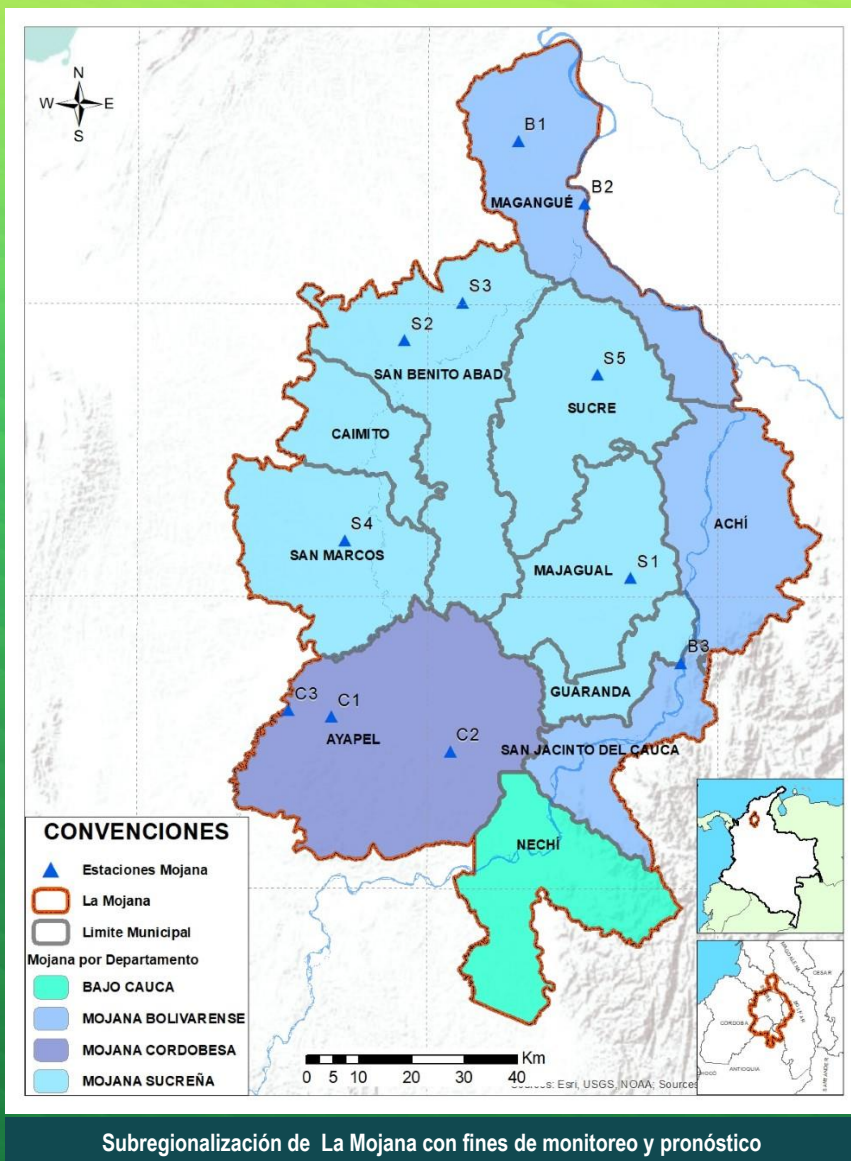 N
W E
S
B1
B2
MAGANGUÉ
S3
S2
S5
SAN BENITO ABAD
SUCRE
CAIMITO
ACHÍ
S4
SAN MARCOS
MAJAGUAL
S1
B3
GUARANDA
C3
C1
AYAPEL
C2
SAN JACINTO DEL CAUCA
NECHÍ
CONVENCIONES
Estaciones Mojana
La Mojana
Limite Municipal
Mojana por Departamento
BAJO CAUCA
MOJANA BOLIVARENSE
MOJANA CORDOBESA
MOJANA SUCREÑA
Km
0 5 10 20 30 40
Sources: Esri, USGS, NOAA; Sources
CESAR
CORDOBA
ANTIOQUIA
Subregionalización de La Mojana con fines de monitoreo y pronóstico